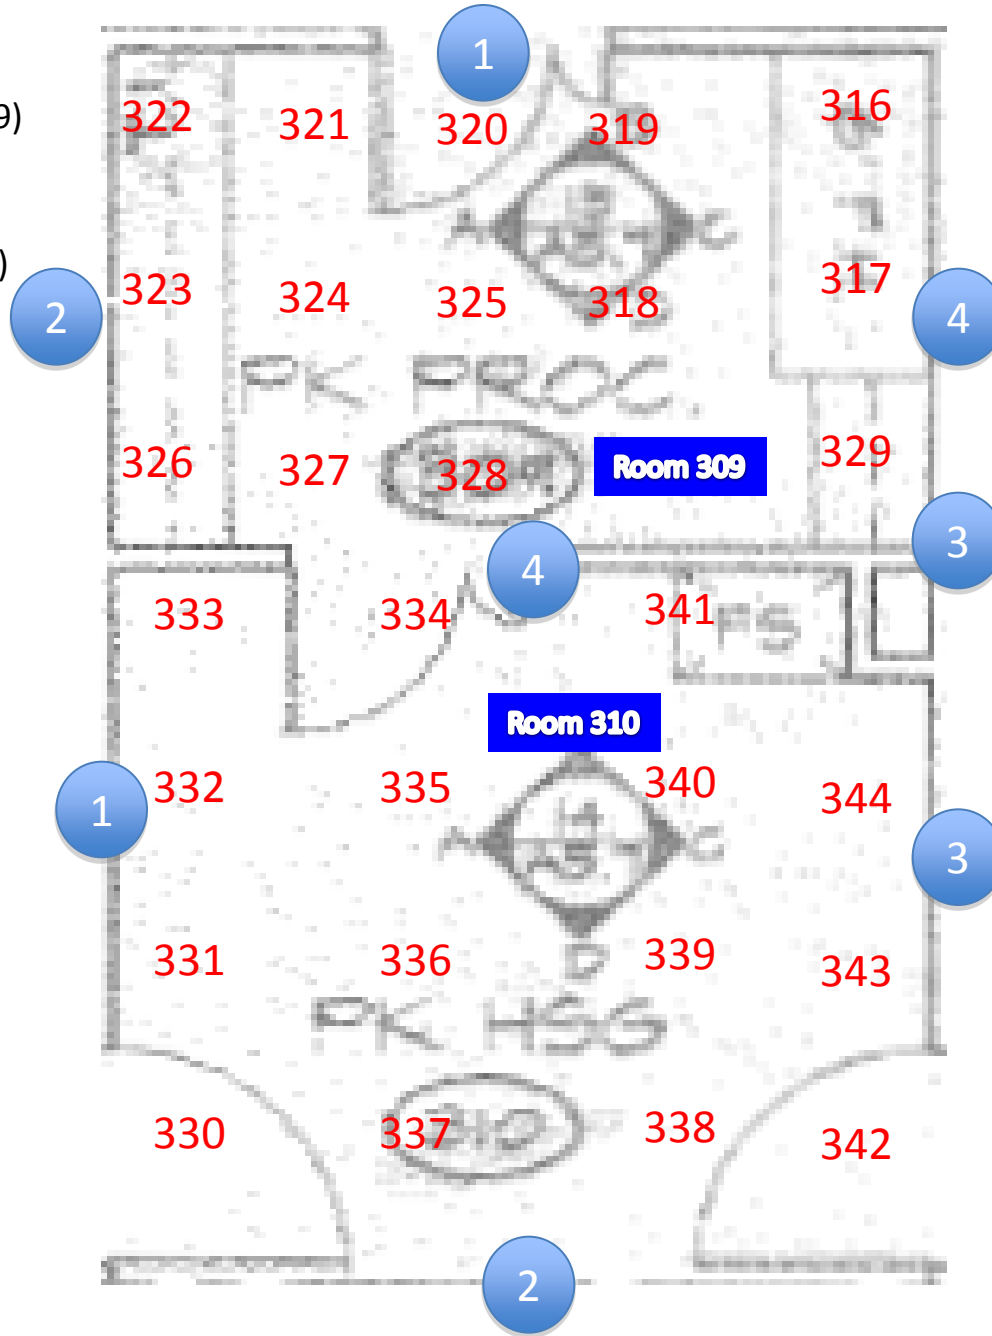 1
9)
322 321 320 319 316
A C
)
323 324 325 318 317
2 4
PK PROC.
326 327 328 Room 309 329
4 3
333 334 341 FS
Room 310
332 335 340 344
1 A C 3
331 336 339 343
D
PK HSG
330 337 338 342
310
2